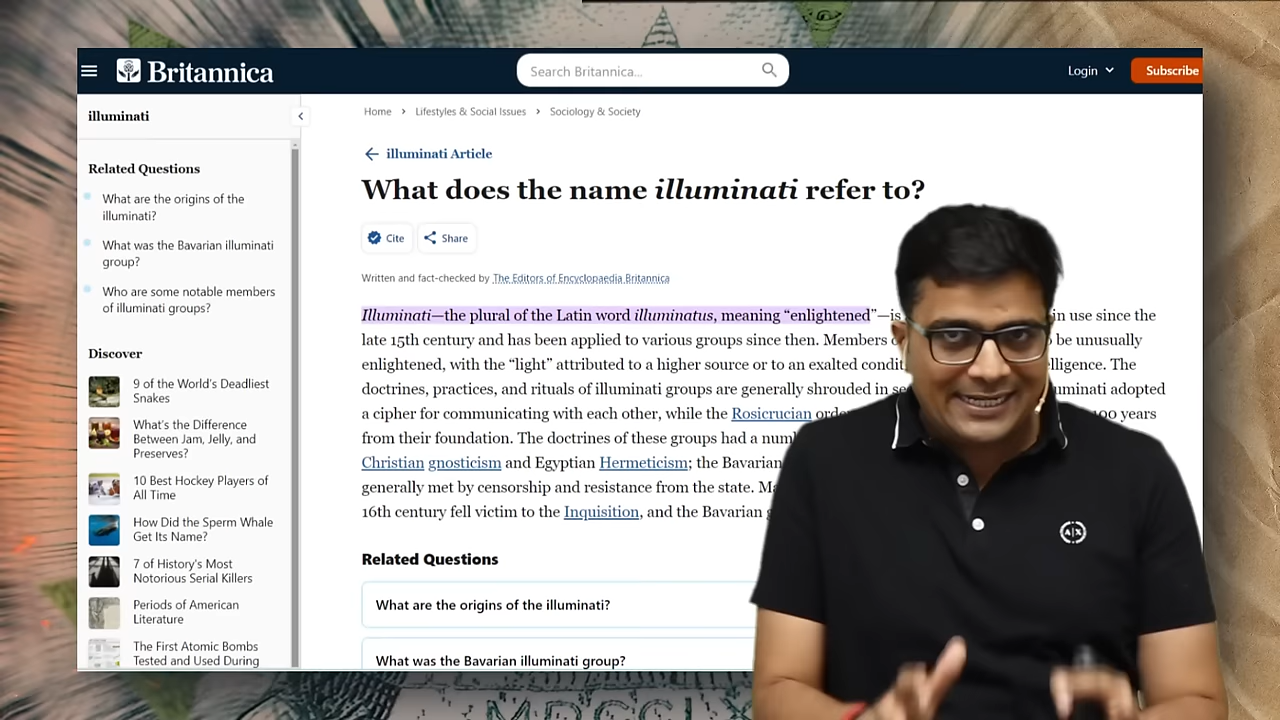 Britannica
Search Britannica...
Login
Subscribe
illuminati
Related Questions
What are the origins of the
illuminati?
What was the Bavarian illuminati
group?
Who are some notable members
of illuminati groups?
Discover
9 of the World's Deadliest
Snakes
What's the Difference
Between Jam, Jelly, and
Preserves?
10 Best Hockey Players of
All Time
How Did the Sperm Whale
Get Its Name?
7 of History's Most
Notorious Serial Killers
Periods of American
Literature
The First Atomic Bombs
Tested and Used During
Home > Lifestyles & Social Issues > Sociology & Society
illuminati Article
What does the name illuminati refer to?
Cite Share
Written and fact-checked by The Editors of Encyclopaedia Britannica
Illuminati—the plural of the Latin word illuminatus, meaning “enlightened”—is in use since the
late 15th century and has been applied to various groups since then. Members be unusually
enlightened, with the “light” attributed to a higher source or to an exalted The
doctrines, practices, and rituals of illuminati groups are generally shrouded in adopted
a cipher for communicating with each other, while the Rosicrucian years
from their foundation. The doctrines of these groups had a
Christian gnosticism and Egyptian Hermeticism; the Bavarian
generally met by censorship and resistance from the state.
16th century fell victim to the Inquisition, and the Bavarian
Related Questions
What are the origins of the illuminati?
What was the Bavarian illuminati group?
A|X